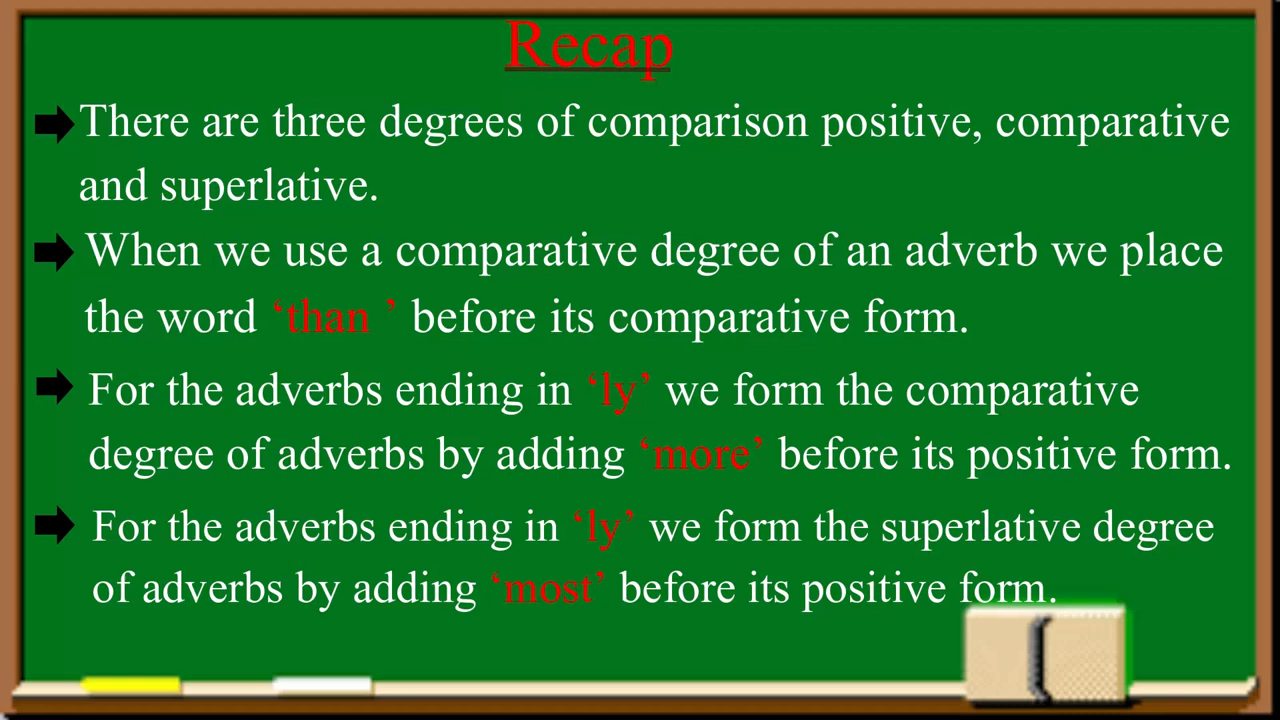 Recap
There are three degrees of comparison positive, comparative
and superlative.
When we use a comparative degree of an adverb we place
the word ‘than ’ before its comparative form.
For the adverbs ending in ‘ly’ we form the comparative
degree of adverbs by adding ‘more’ before its positive form.
For the adverbs ending in ‘ly’ we form the superlative degree
of adverbs by adding ‘most’ before its positive form.